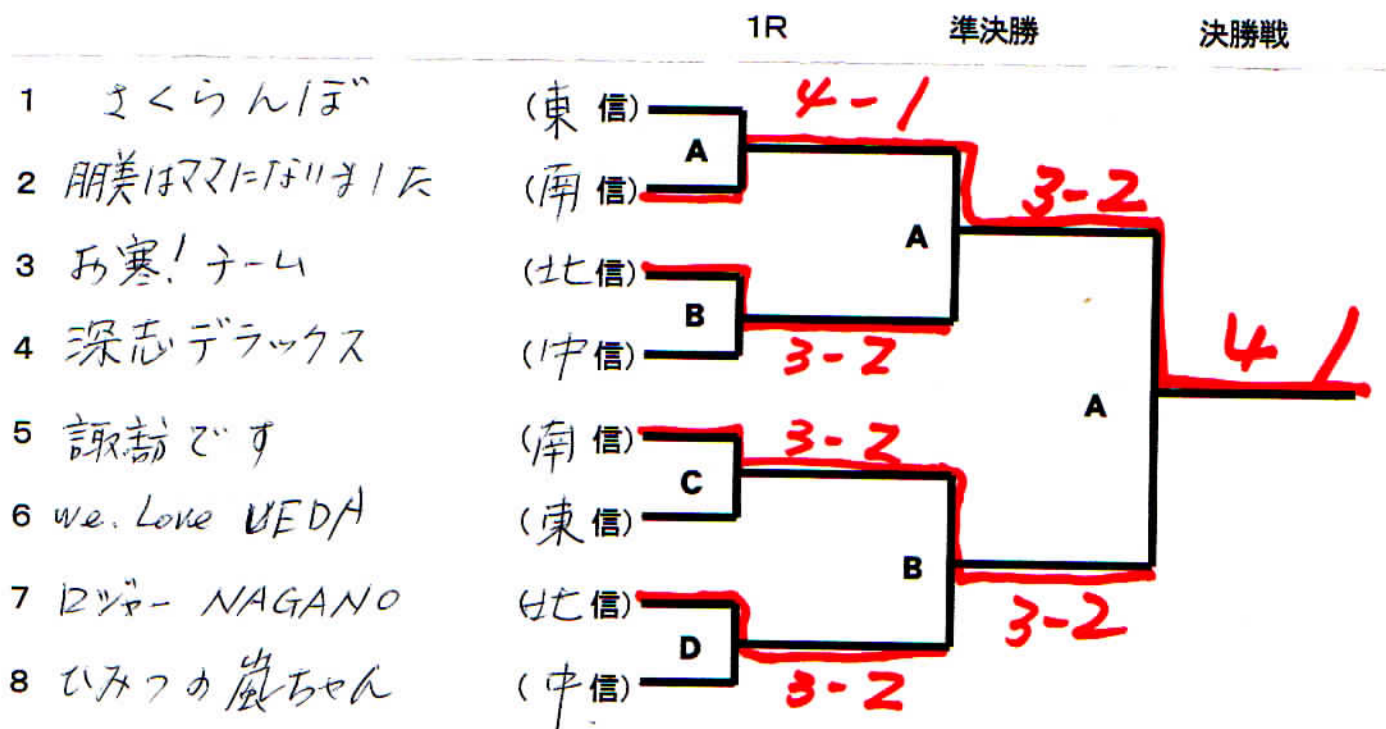 1R 準決勝 決勝戦
1 さくらんぼ (東信) 4-1
A
2 朋美はママになりました (南信) 3-2
A
3 お寒!チーム (北信)
B
4 深志デラックス (中信) 3-2
4 1
A
5 諏訪です (南信) 3-2
C
6 we. Love UEDA (東信)
B
7 ロジャー NAGANO (北信) 3-2
D
8 ひみつの嵐ちゃん (中信) 3-2